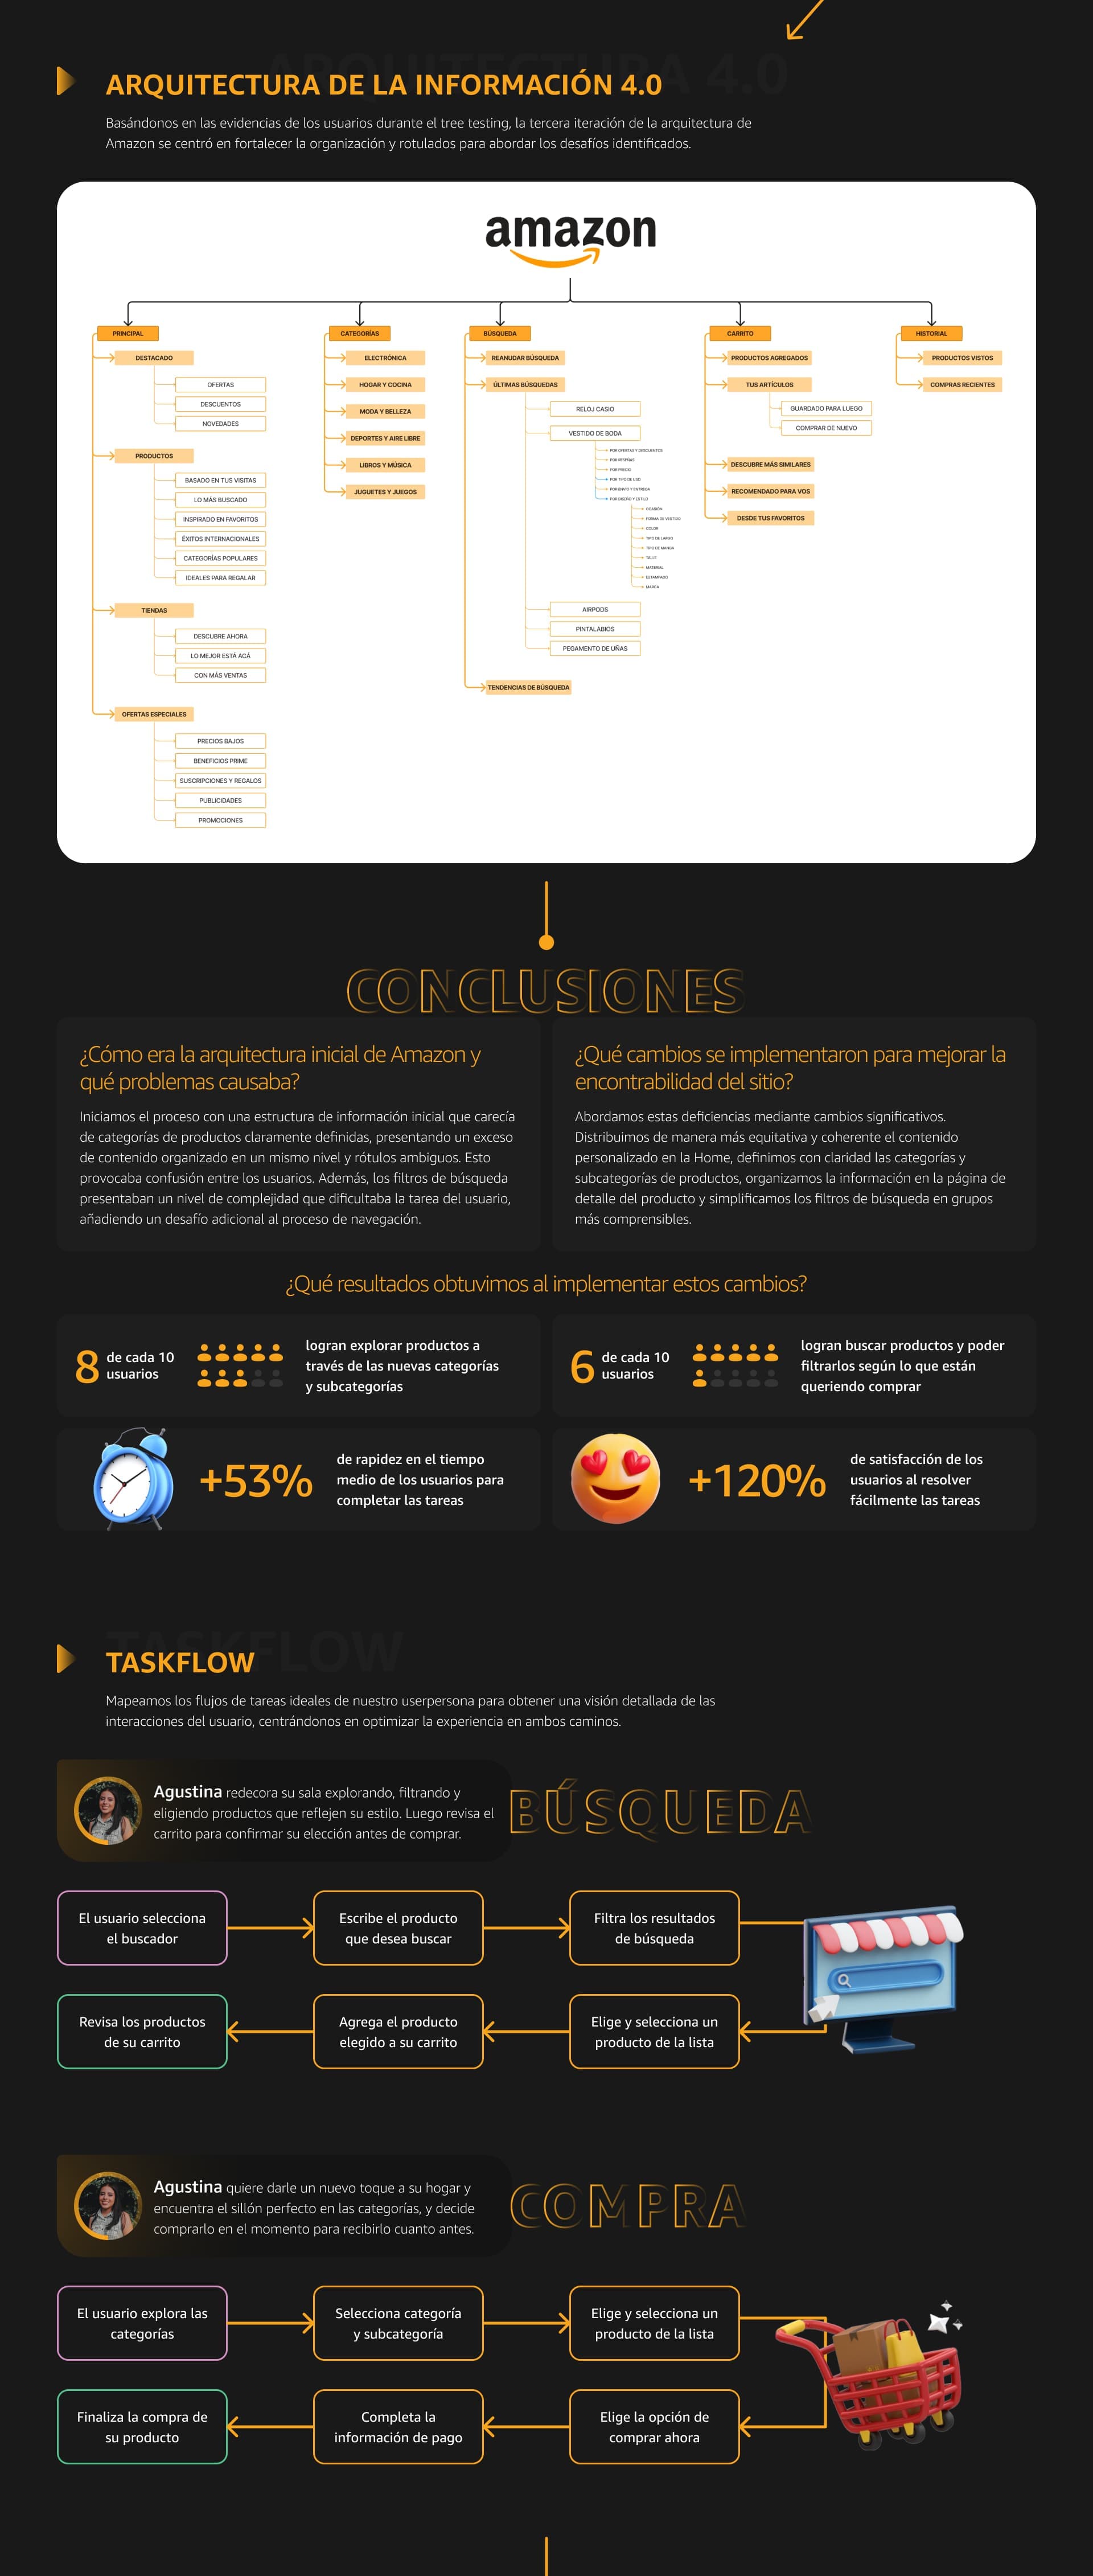 ARQUITECTURA DE LA INFORMACIÓN 4.0
Basándonos en las evidencias de los usuarios durante el tree testing, la tercera iteración de la arquitectura de
Amazon se centró en fortalecer la organización y rotulados para abordar los desafíos identificados.
amazon
PRINCIPAL
DESTACADO
OFERTAS
DESCUENTOS
NOVEDADES
PRODUCTOS
BASADO EN TUS VISITAS
LO MÁS BUSCADO
INSPIRADO EN FAVORITOS
ÉXITOS INTERNACIONALES
CATEGORÍAS POPULARES
IDEALES PARA REGALAR
TIENDAS
DESCUBRE AHORA
LO MEJOR ESTÁ ACÁ
CON MÁS VENTAS
OFERTAS ESPECIALES
PRECIOS BAJOS
BENEFICIOS PRIME
SUSCRIPCIONES Y REGALOS
PUBLICIDADES
PROMOCIONES
CATEGORÍAS
ELECTRÓNICA
HOGAR Y COCINA
MODA Y BELLEZA
DEPORTES Y AIRE LIBRE
LIBROS Y MÚSICA
JUGUETES Y JUEGOS
BÚSQUEDA
REANUDAR BÚSQUEDA
ÚLTIMAS BÚSQUEDAS
RELOJ CASIO
VESTIDO DE BODA
POR OFERTAS Y DESCUENTOS
POR RESEÑAS
POR PRECIO
POR TIPO DE USO
POR ENVÍO Y ENTREGA
POR DISEÑO Y ESTILO
OCASIÓN
FORMA DE VESTIDO
COLOR
TIPO DE LARGO
TIPO DE MANGA
TALLE
MATERIAL
ESTAMPADO
MARCA
AIRPODS
PINTALABIOS
PEGAMENTO DE UÑAS
TENDENCIAS DE BÚSQUEDA
CARRITO
PRODUCTOS AGREGADOS
TUS ARTÍCULOS
GUARDADO PARA LUEGO
COMPRAR DE NUEVO
DESCUBRE MÁS SIMILARES
RECOMENDADO PARA VOS
DESDE TUS FAVORITOS
HISTORIAL
PRODUCTOS VISTOS
COMPRAS RECIENTES
CONCLUSIONES
¿Cómo era la arquitectura inicial de Amazon y
qué problemas causaba?
Iniciamos el proceso con una estructura de información inicial que carecía
de categorías de productos claramente definidas, presentando un exceso
de contenido organizado en un mismo nivel y rótulos ambiguos. Esto
provocaba confusión entre los usuarios. Además, los filtros de búsqueda
presentaban un nivel de complejidad que dificultaba la tarea del usuario,
añadiendo un desafío adicional al proceso de navegación.
¿Qué cambios se implementaron para mejorar la
encontrabilidad del sitio?
Abordamos estas deficiencias mediante cambios significativos.
Distribuimos de manera más equitativa y coherente el contenido
personalizado en la Home, definimos con claridad las categorías y
subcategorías de productos, organizamos la información en la página de
detalle del producto y simplificamos los filtros de búsqueda en grupos
más comprensibles.
¿Qué resultados obtuvimos al implementar estos cambios?
8 de cada 10
usuarios
logran explorar productos a
través de las nuevas categorías
y subcategorías
6 de cada 10
usuarios
logran buscar productos y poder
filtrarlos según lo que están
queriendo comprar
+53%
de rapidez en el tiempo
medio de los usuarios para
completar las tareas
+120%
de satisfacción de los
usuarios al resolver
fácilmente las tareas
TASKFLOW
TASKFLOW
Mapeamos los flujos de tareas ideales de nuestro userpersona para obtener una visión detallada de las
interacciones del usuario, centrándonos en optimizar la experiencia en ambos caminos.
Agustina redecora su sala explorando, filtrando y
eligiendo productos que reflejen su estilo. Luego revisa el
carrito para confirmar su elección antes de comprar.
BÚSQUEDA
El usuario selecciona
el buscador
Escribe el producto
que desea buscar
Filtra los resultados
de búsqueda
Elige y selecciona un
producto de la lista
Agrega el producto
elegido a su carrito
Revisa los productos
de su carrito
Agustina quiere darle un nuevo toque a su hogar y
encuentra el sillón perfecto en las categorías, y decide
comprarlo en el momento para recibirlo cuanto antes.
COMPRA
El usuario explora las
categorías
Selecciona categoría
y subcategoría
Elige y selecciona un
producto de la lista
Elige la opción de
comprar ahora
Completa la
información de pago
Finaliza la compra de
su producto